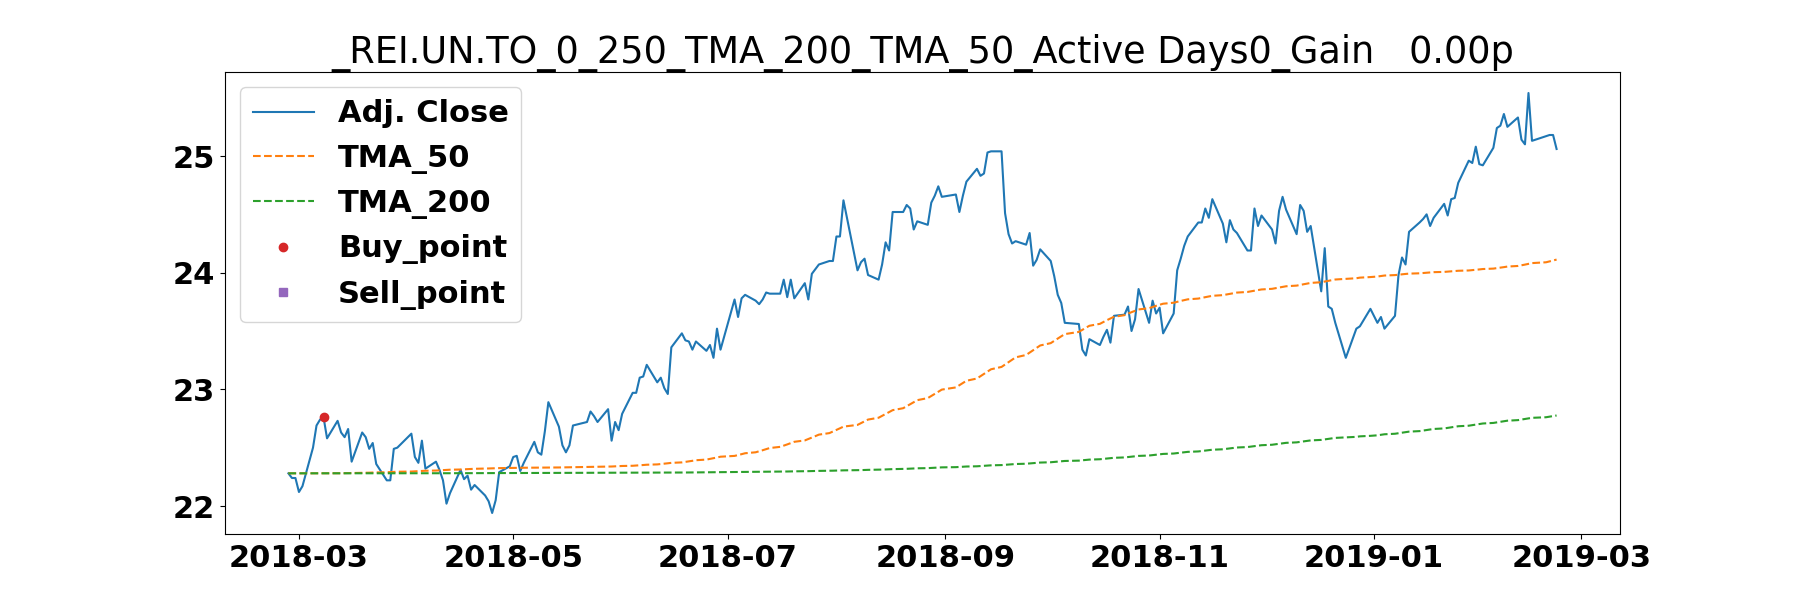 _REI.UN.TO_0_250_TMA_200_TMA_50_Active Days0_Gain   0.00p
Adj. Close
TMA_50
TMA_200
Buy_point
Sell_point
25
24
23
22
2018-03 2018-05 2018-07 2018-09 2018-11 2019-01 2019-03